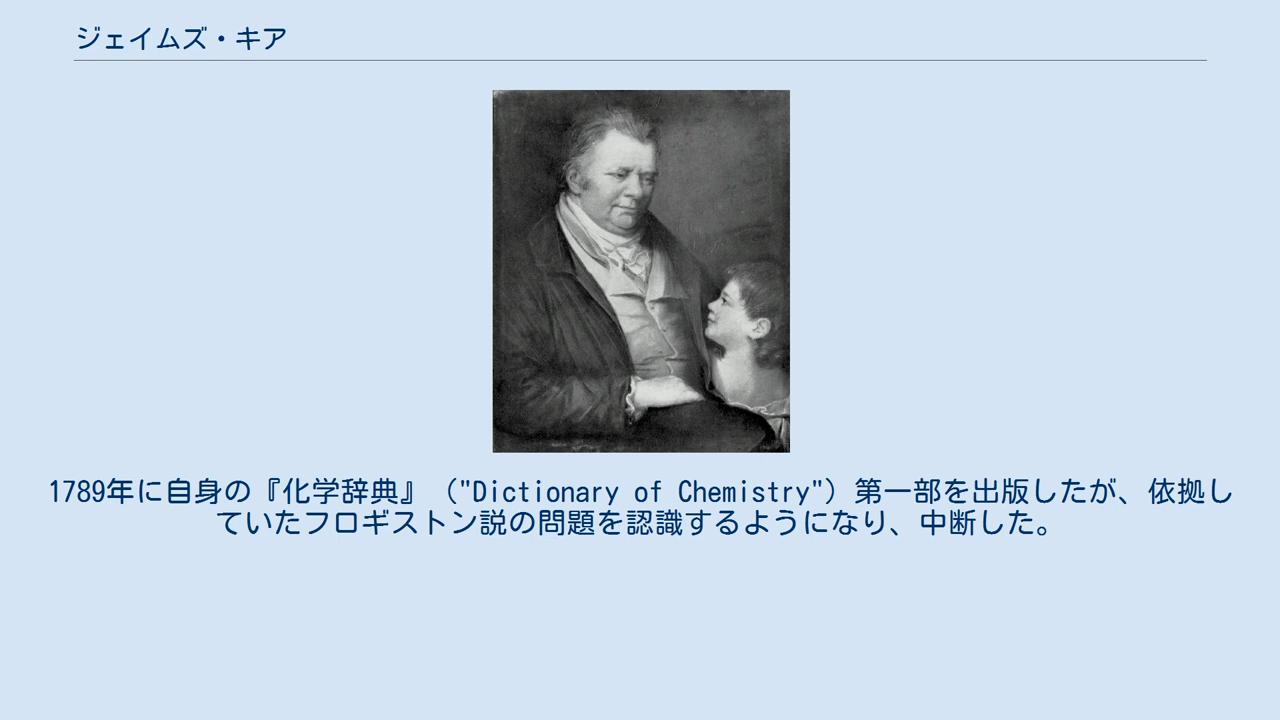 ジェイムズ・キア
1789年に自身の『化学辞典』（"Dictionary of Chemistry"）第一部を出版したが、依拠し
ていたフロギストン説の問題を認識するようになり、中断した。